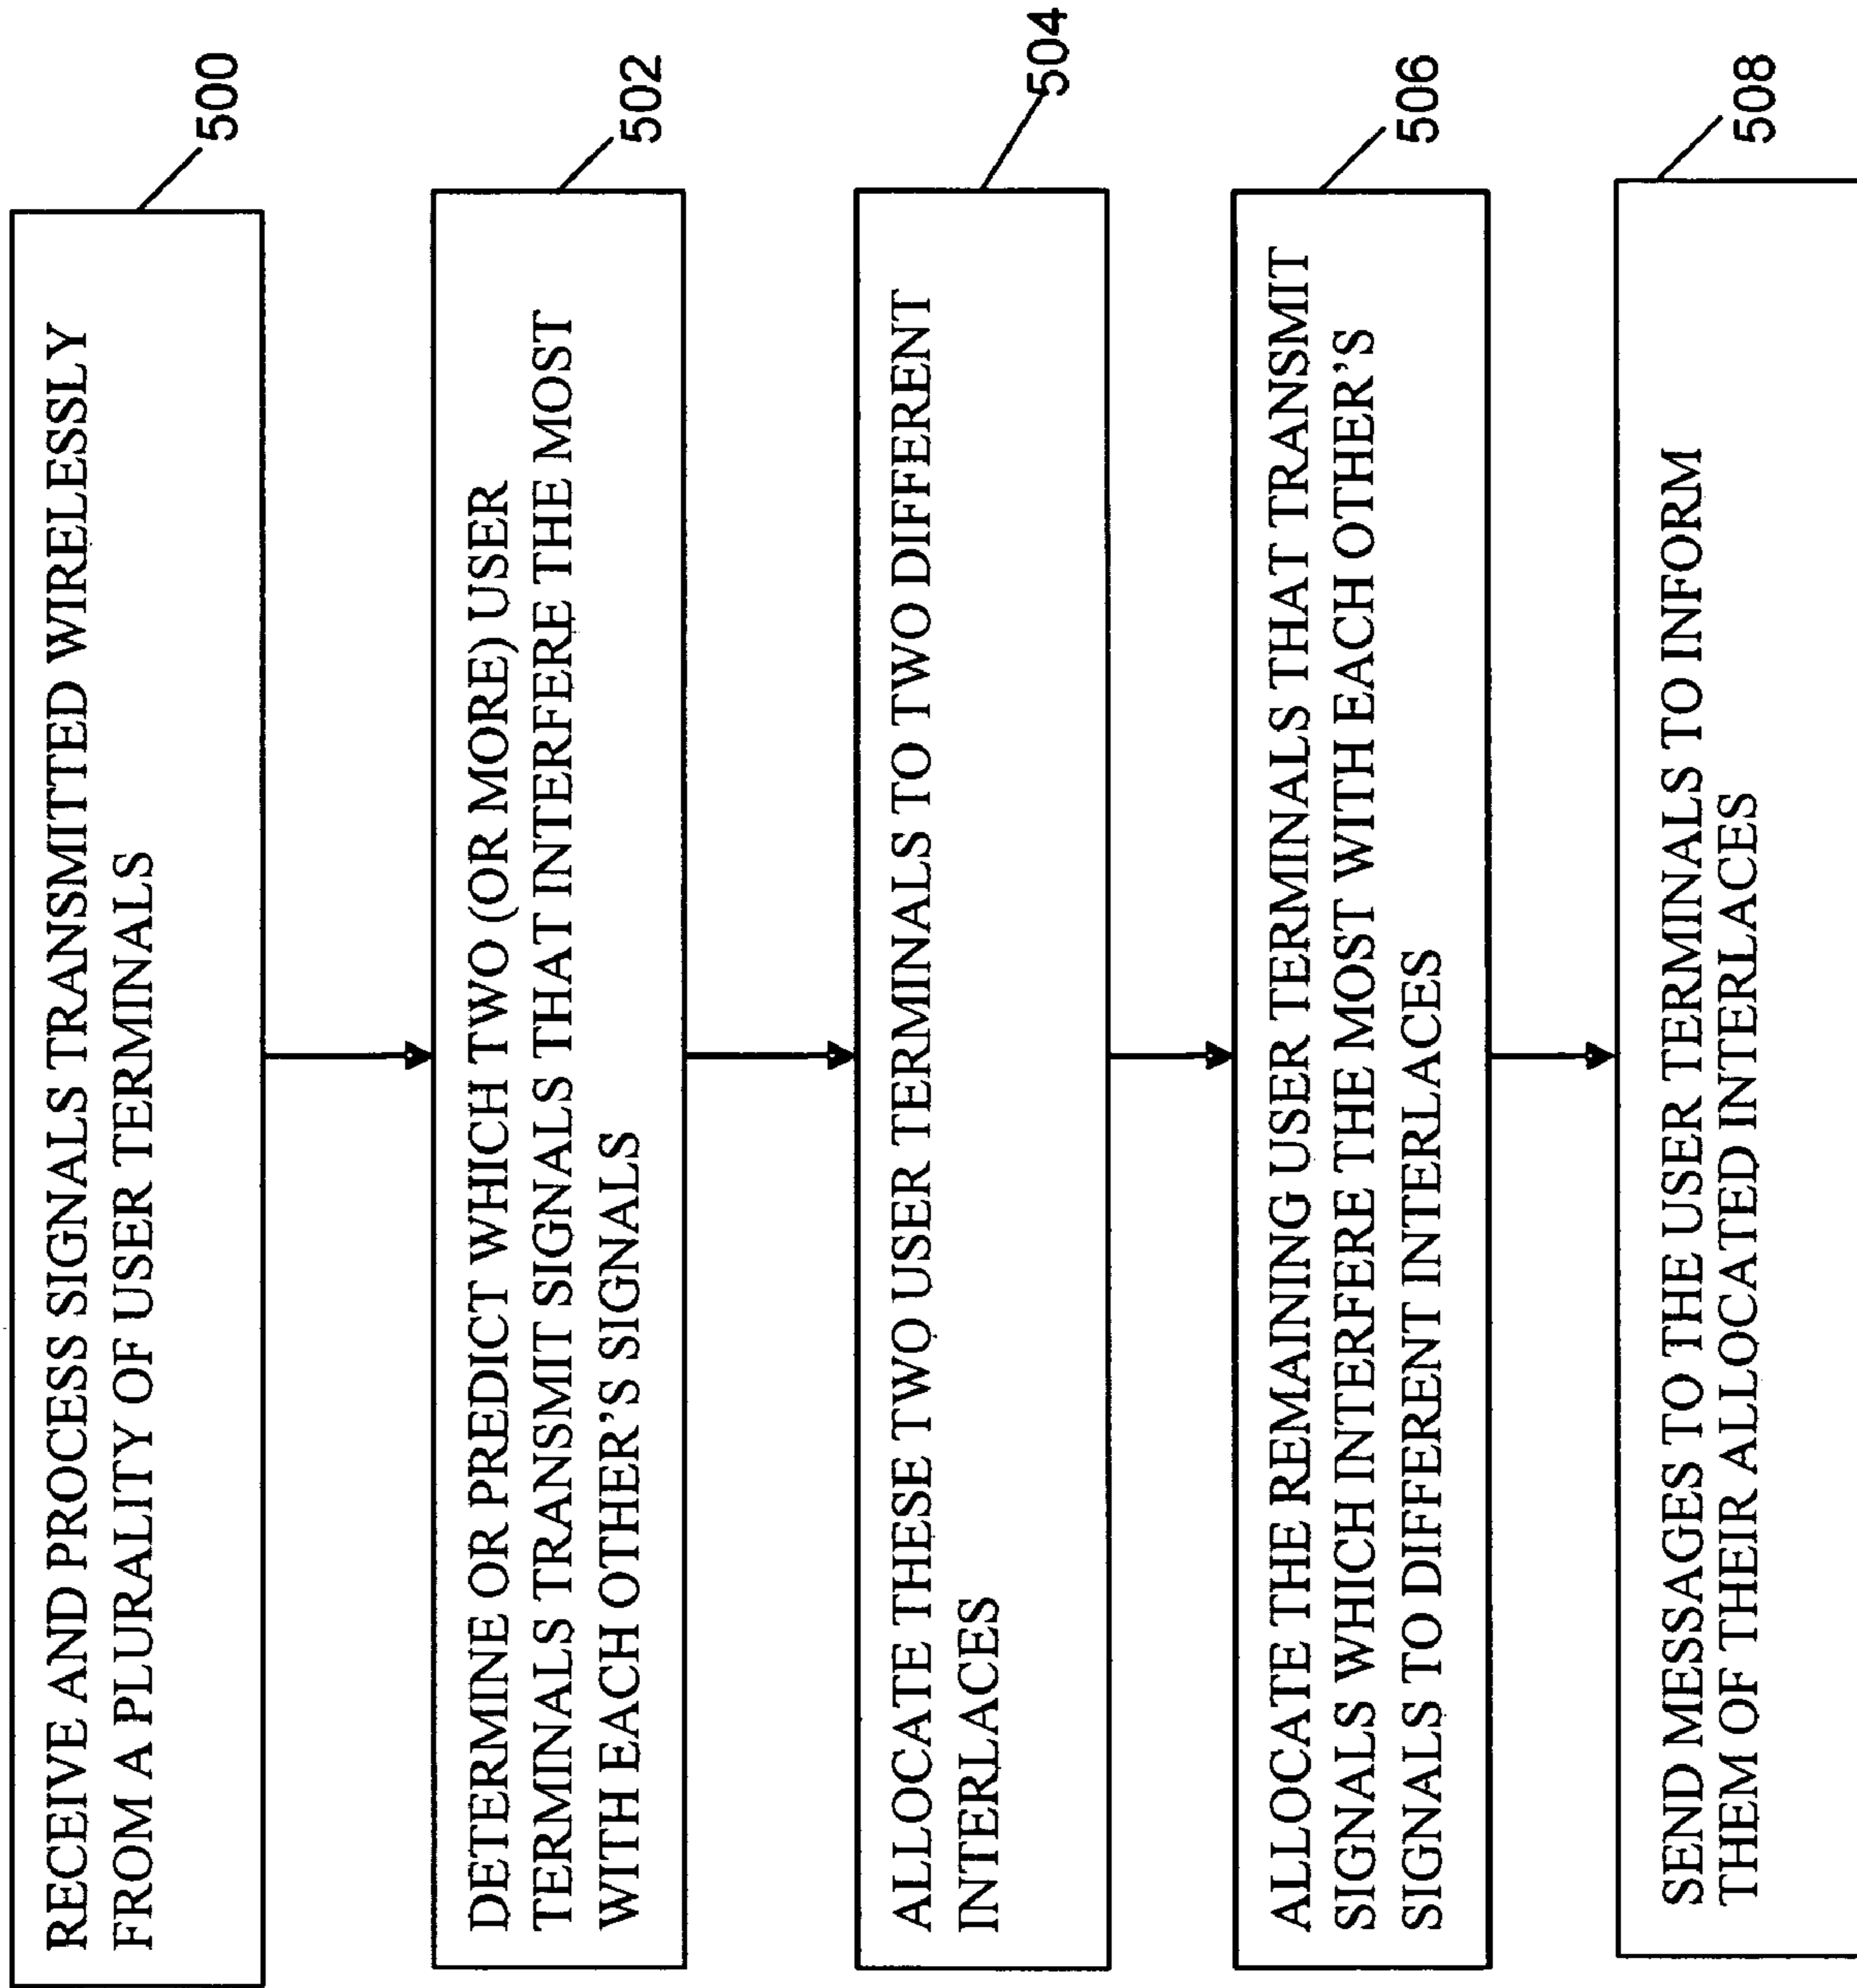 RECEIVE AND PROCESS SIGNALS TRANSMITTED WIRELESSLY
FROM A PLURALITY OF USER TERMINALS
500
DETERMINE OR PREDICT WHICH TWO (OR MORE) USER
TERMINALS TRANSMIT SIGNALS THAT INTERFERE THE MOST
WITH EACH OTHER'S SIGNALS
502
ALLOCATE THESE TWO USER TERMINALS TO TWO DIFFERENT
INTERLACES
504
ALLOCATE THE REMAINING USER TERMINALS THAT TRANSMIT
SIGNALS WHICH INTERFERE THE MOST WITH EACH OTHER'S
SIGNALS TO DIFFERENT INTERLACES
506
SEND MESSAGES TO THE USER TERMINALS TO INFORM
THEM OF THEIR ALLOCATED INTERLACES
508